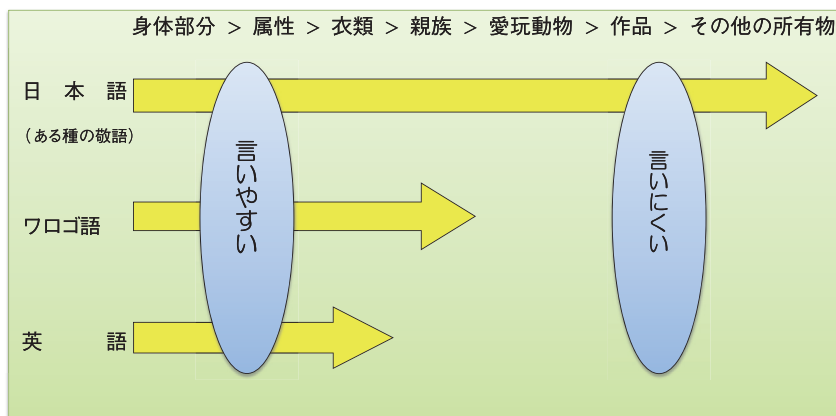 身体部分 > 属性 > 衣類 > 親族 > 愛玩動物 > 作品 > その他の所有物
日本語
(ある種の敬語)
言いやすい
言いにくい
ワロゴ語
英語